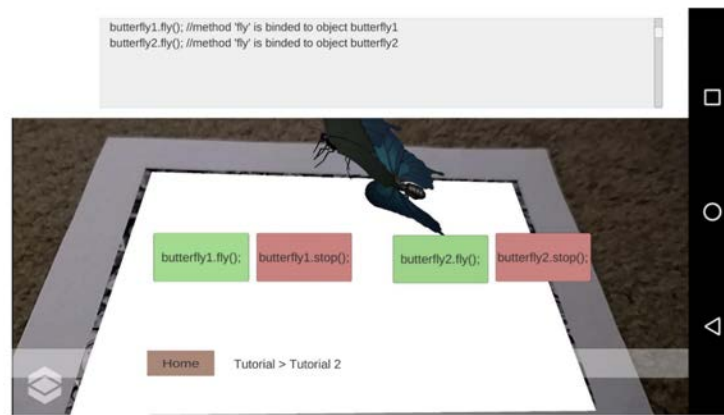 butterfly1.fly(); //method 'fly' is binded to object butterfly1
butterfly2.fly(); //method 'fly' is binded to object butterfly2
butterfly1.fly(); butterfly1.stop(); butterfly2.fly(); butterfly2.stop();
Home Tutorial > Tutorial 2